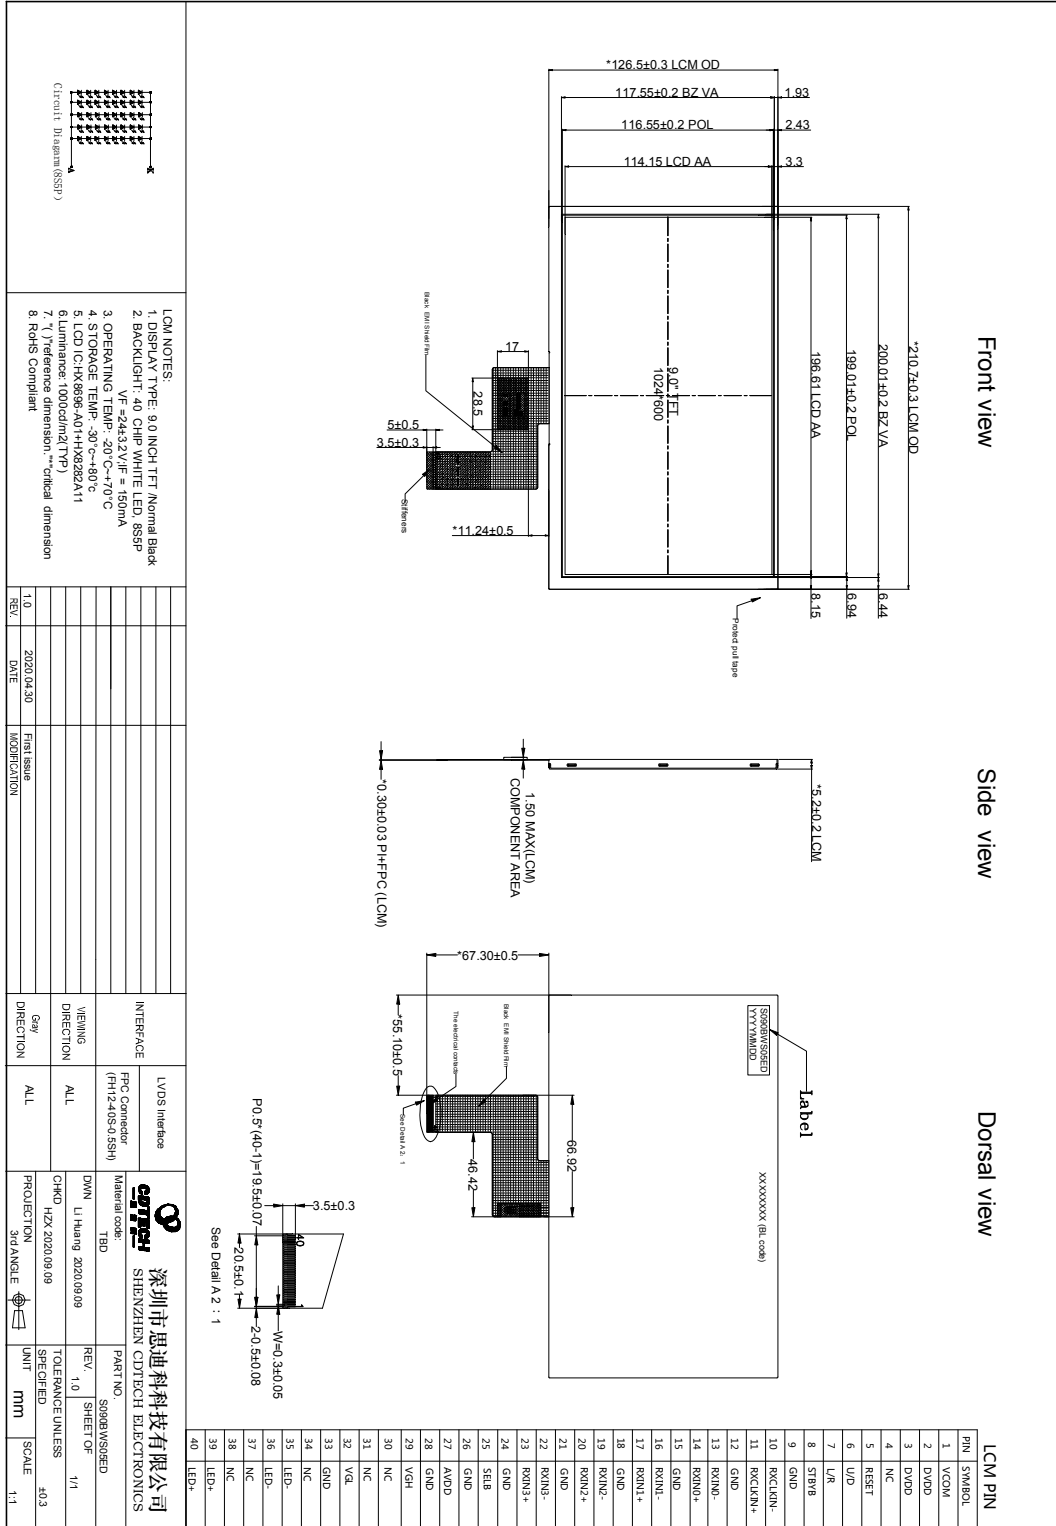 Front view
Side view
Dorsal view
*126.5±0.3 LCM OD
117.55±0.2 BZ VA
1.93
116.55±0.2 POL
2.43
114.15 LCD AA
3.3
*210.7±0.3 LCM OD
200.01±0.2 BZ VA
6.44
199.01±0.2 POL
6.94
196.61 LCD AA
8.15
9.0" TFT
1024*600
Protect pull tape
Black EMI Shield Film
17
28.5
5±0.5
3.5±0.3
Stiffeners
*11.24±0.5
*5.2±0.2 LCM
1.50 MAX(LCM)
COMPONENT AREA
*0.30±0.03 PI+FPC (LCM)
S090BWS05ED
YYYYMMDD
Label
XXXXXXXX (BL code)
*67.30±0.5
*55.10±0.5
Black EMI Shield Film
The electrical contacts
See Detail A 2: 1
66.92
46.42
3.5±0.3
40
P0.5*(40-1)=19.5±0.07
20.5±0.1
W=0.3±0.05
2-0.5±0.08
See Detail A 2 : 1
LCM PIN
PIN SYMBOL
1 VCOM
2 DVDD
3 DVDD
4 NC
5 RESET
6 U/D
7 L/R
8 STBYB
9 GND
10 RXCLKIN-
11 RXCLKIN+
12 GND
13 RXIN0-
14 RXIN0+
15 GND
16 RXIN1-
17 RXIN1+
18 GND
19 RXIN2-
20 RXIN2+
21 GND
22 RXIN3-
23 RXIN3+
24 GND
25 SELB
26 GND
27 AVDD
28 GND
29 VGH
30 NC
31 NC
32 VGL
33 GND
34 NC
35 LED-
36 LED-
37 NC
38 NC
39 LED+
40 LED+
K
A
Circuit Diagarm(8S5P)
LCM NOTES:
1. DISPLAY TYPE: 9.0 INCH TFT /Normal Black
2. BACKLIGHT: 40 CHIP WHITE LED, 8S5P
VF =24±3.2V;IF = 150mA
3. OPERATING TEMP: -20°C~+70°C
4. STORAGE TEMP: -30°c~+80°c
5. LCD IC:HX8696-A01+HX8282A11
6.Luminance:1000cd/m2(TYP)
7. "( )"reference dimension."*"critical dimension
8. RoHS Compliant
1.0 2020.04.30 First issue
REV. DATE MODIFICATION
INTERFACE
LVDS Interface
FPC Connector
(FH12-40S-0.5SH)
VIEWING
DIRECTION
ALL
Gray
DIRECTION
ALL
CDTECH
深圳市思迪科科技有限公司
SHENZHEN CDTECH ELECTRONICS
Material code:
TBD
PART NO.
S090BWS05ED
DWN Li Huang 2020.09.09
REV. 1.0
SHEET OF 1/1
CHKD HZX 2020.09.09
TOLERANCE UNLESS
SPECIFIED ±0.3
PROJECTION
3rd ANGLE
UNIT mm
SCALE 1:1